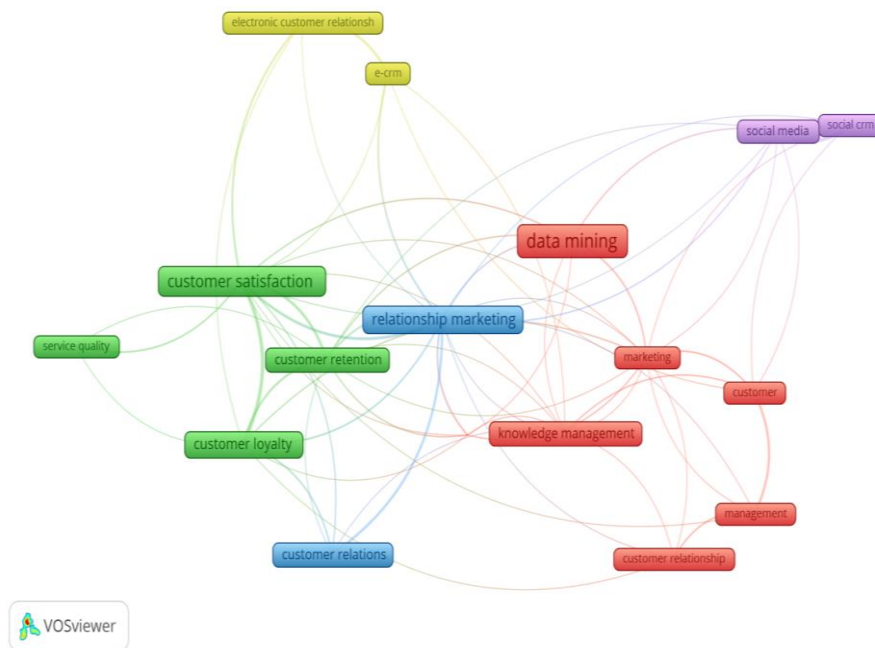 electronic customer relationsh
e-crm
social media
social crm
data mining
customer satisfaction
relationship marketing
service quality
customer retention
marketing
customer
customer loyalty
knowledge management
management
customer relations
customer relationship
VOSviewer